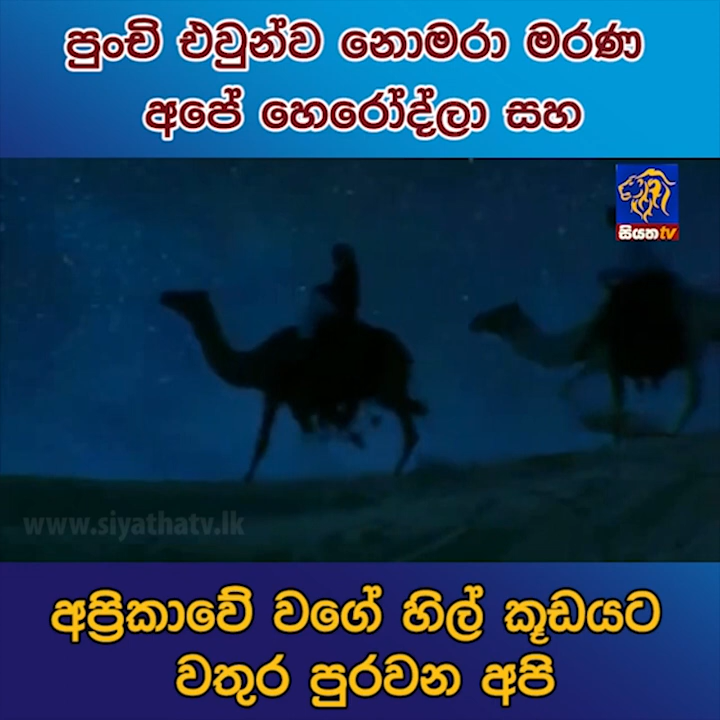 පුංචි එවුන්ව නොමරා මරණ
අපේ හෙරෝද්ලා සහ
සියත tv
www.siyathatv.lk
අප්‍රිකාවේ වගේ හිල් කූඩයට
වතුර පුරවන අපි